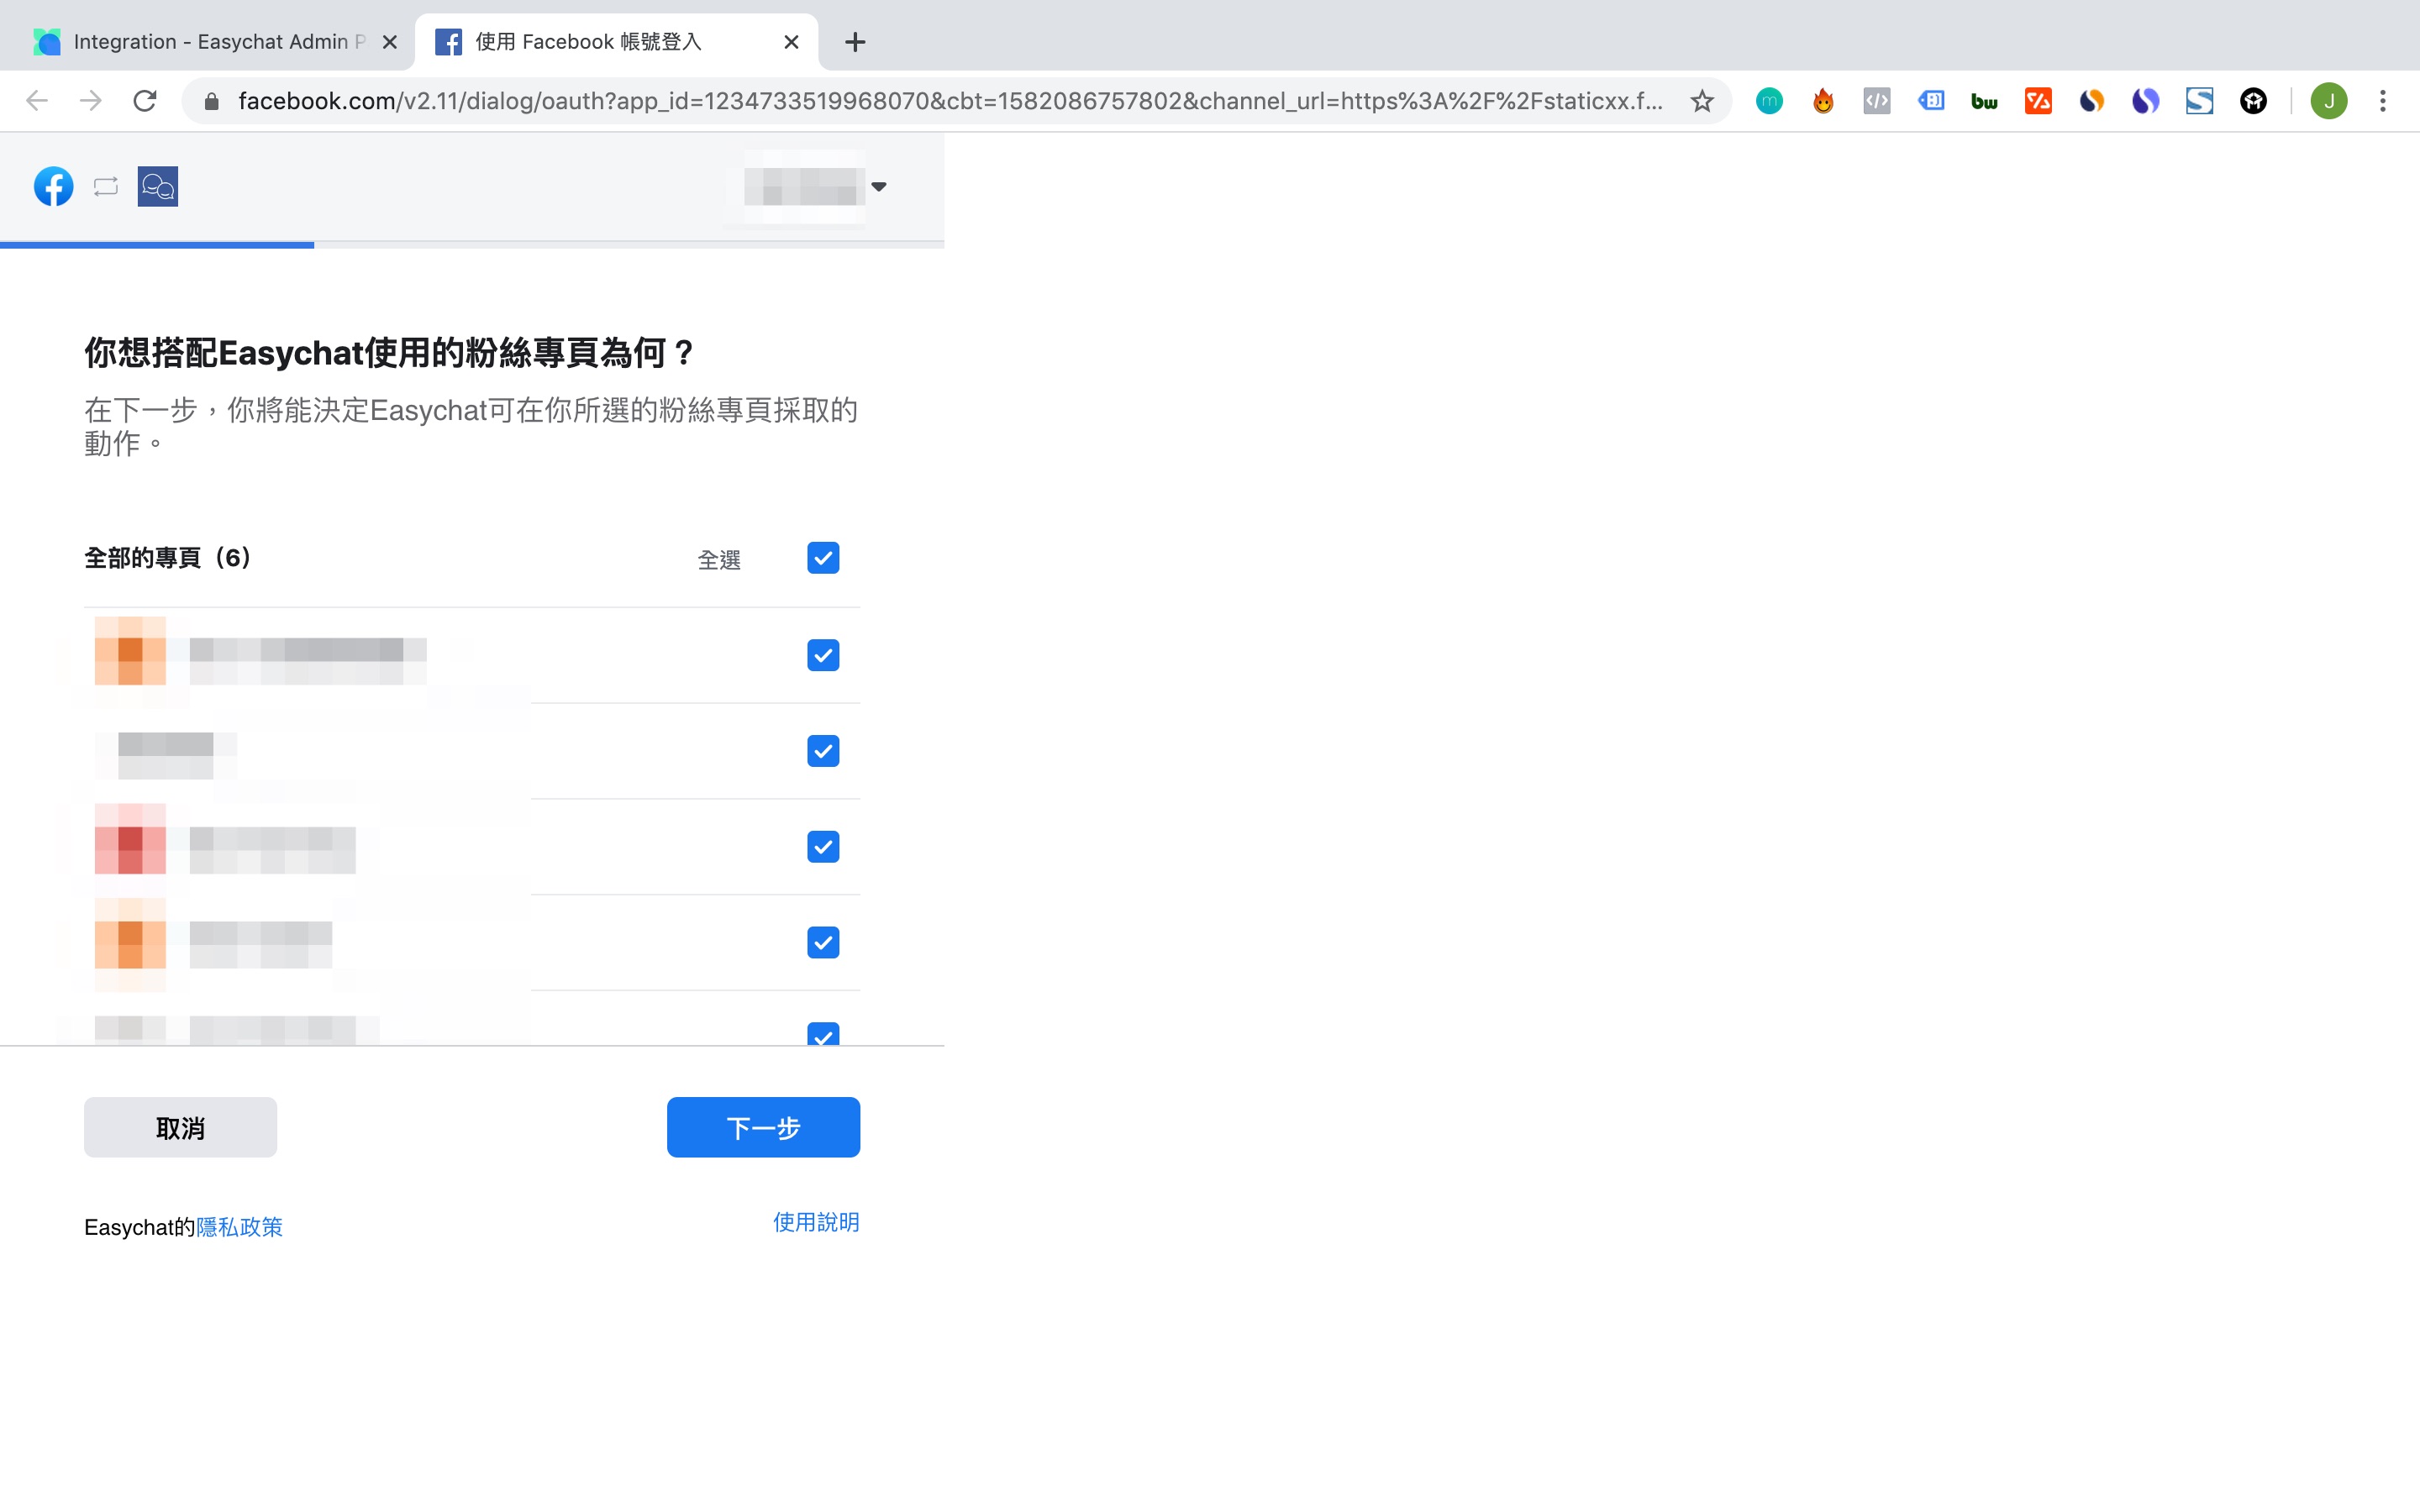 Integration - Easychat Admin P
使用 Facebook 帳號登入
facebook.com/v2.11/dialog/oauth?app_id=1234733519968070&cbt=1582086757802&channel_url=https%3A%2F%2Fstaticxx.f...
m
bw
J
你想搭配Easychat使用的粉絲專頁為何？
在下一步，你將能決定Easychat可在你所選的粉絲專頁採取的
動作。
全部的專頁（6）
全選
取消
下一步
Easychat的隱私政策
使用說明